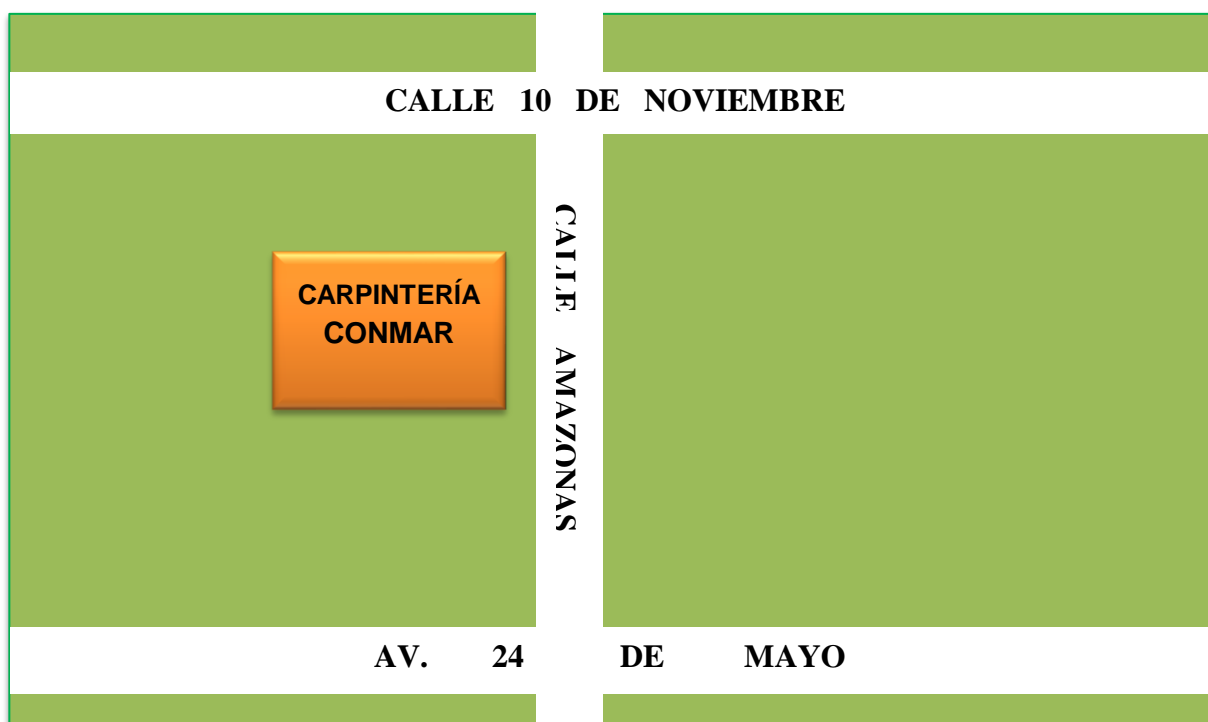 CALLE 10 DE NOVIEMBRE
CALLE AMAZONAS
CARPINTERÍA
CONMAR
AV. 24 DE MAYO